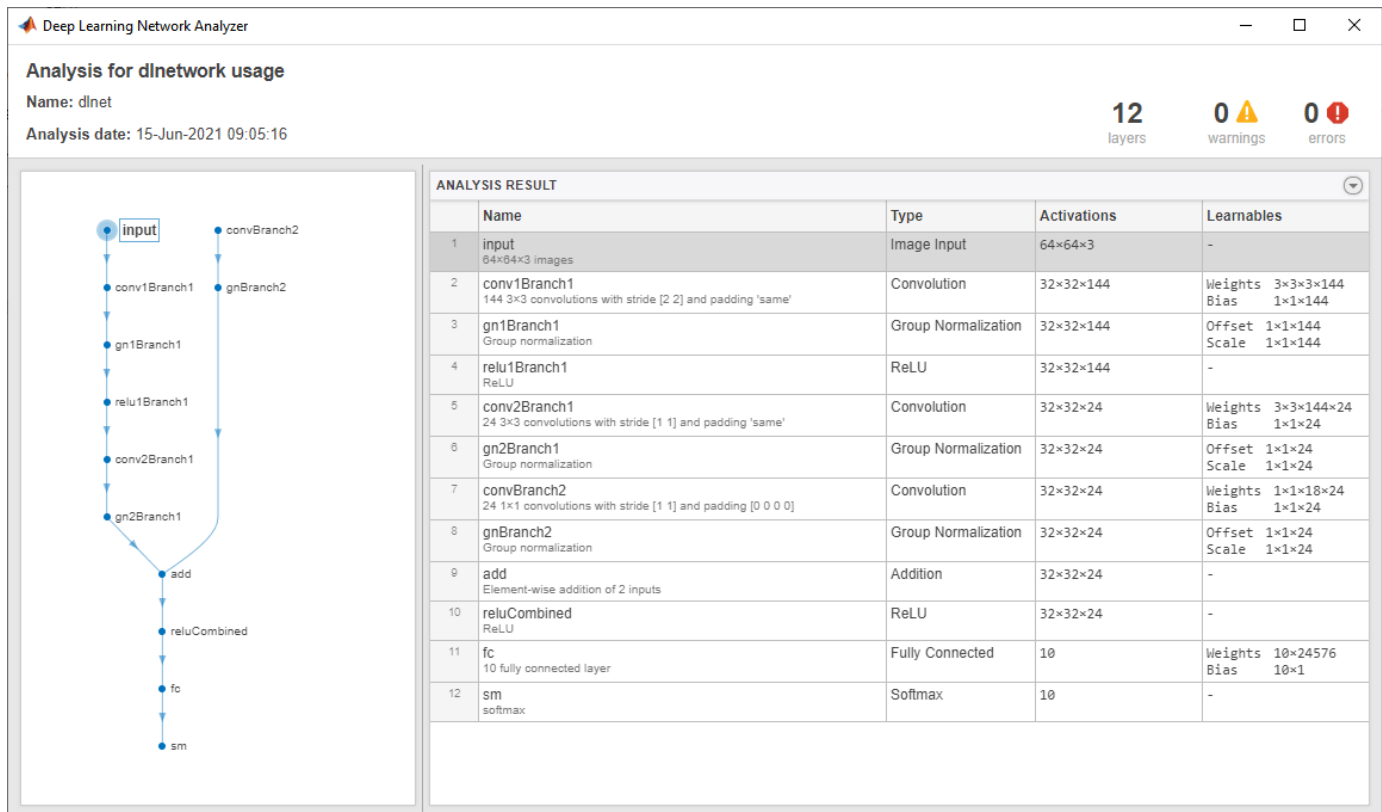 Deep Learning Network Analyzer
Analysis for dlnetwork usage
Name: dlnet
Analysis date: 15-Jun-2021 09:05:16
12
layers
0
warnings
0
errors
input
convBranch2
conv1Branch1
gnBranch2
gn1Branch1
relu1Branch1
conv2Branch1
gn2Branch1
add
reluCombined
fc
sm
ANALYSIS RESULT
Name Type Activations Learnables
1 input Image Input 64×64×3 -
64×64×3 images
2 conv1Branch1 Convolution 32×32×144 Weights 3×3×3×144
144 3×3 convolutions with stride [2 2] and padding 'same' Bias 1×1×144
3 gn1Branch1 Group Normalization 32×32×144 Offset 1×1×144
Group normalization Scale 1×1×144
4 relu1Branch1 ReLU 32×32×144 -
ReLU
5 conv2Branch1 Convolution 32×32×24 Weights 3×3×144×24
24 3×3 convolutions with stride [1 1] and padding 'same' Bias 1×1×24
6 gn2Branch1 Group Normalization 32×32×24 Offset 1×1×24
Group normalization Scale 1×1×24
7 convBranch2 Convolution 32×32×24 Weights 1×1×18×24
24 1×1 convolutions with stride [1 1] and padding [0 0 0 0] Bias 1×1×24
8 gnBranch2 Group Normalization 32×32×24 Offset 1×1×24
Group normalization Scale 1×1×24
9 add Addition 32×32×24 -
Element-wise addition of 2 inputs
10 reluCombined ReLU 32×32×24 -
ReLU
11 fc Fully Connected 10 Weights 10×24576
10 fully connected layer Bias 10×1
12 sm Softmax 10 -
softmax